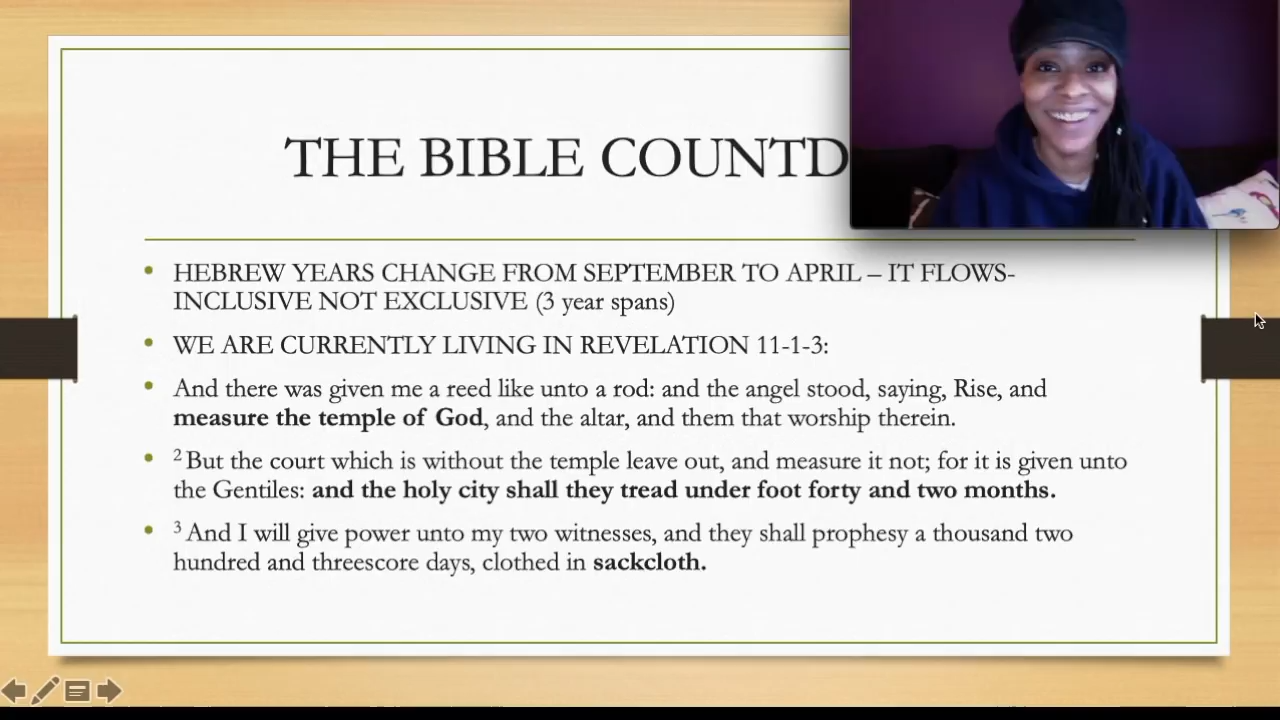 THE BIBLE COUNTD
HEBREW YEARS CHANGE FROM SEPTEMBER TO APRIL – IT FLOWS-
INCLUSIVE NOT EXCLUSIVE (3 year spans)
WE ARE CURRENTLY LIVING IN REVELATION 11-1-3:
And there was given me a reed like unto a rod: and the angel stood, saying, Rise, and
measure the temple of God, and the altar, and them that worship therein.
2 But the court which is without the temple leave out, and measure it not; for it is given unto
the Gentiles: and the holy city shall they tread under foot forty and two months.
3 And I will give power unto my two witnesses, and they shall prophesy a thousand two
hundred and threescore days, clothed in sackcloth.